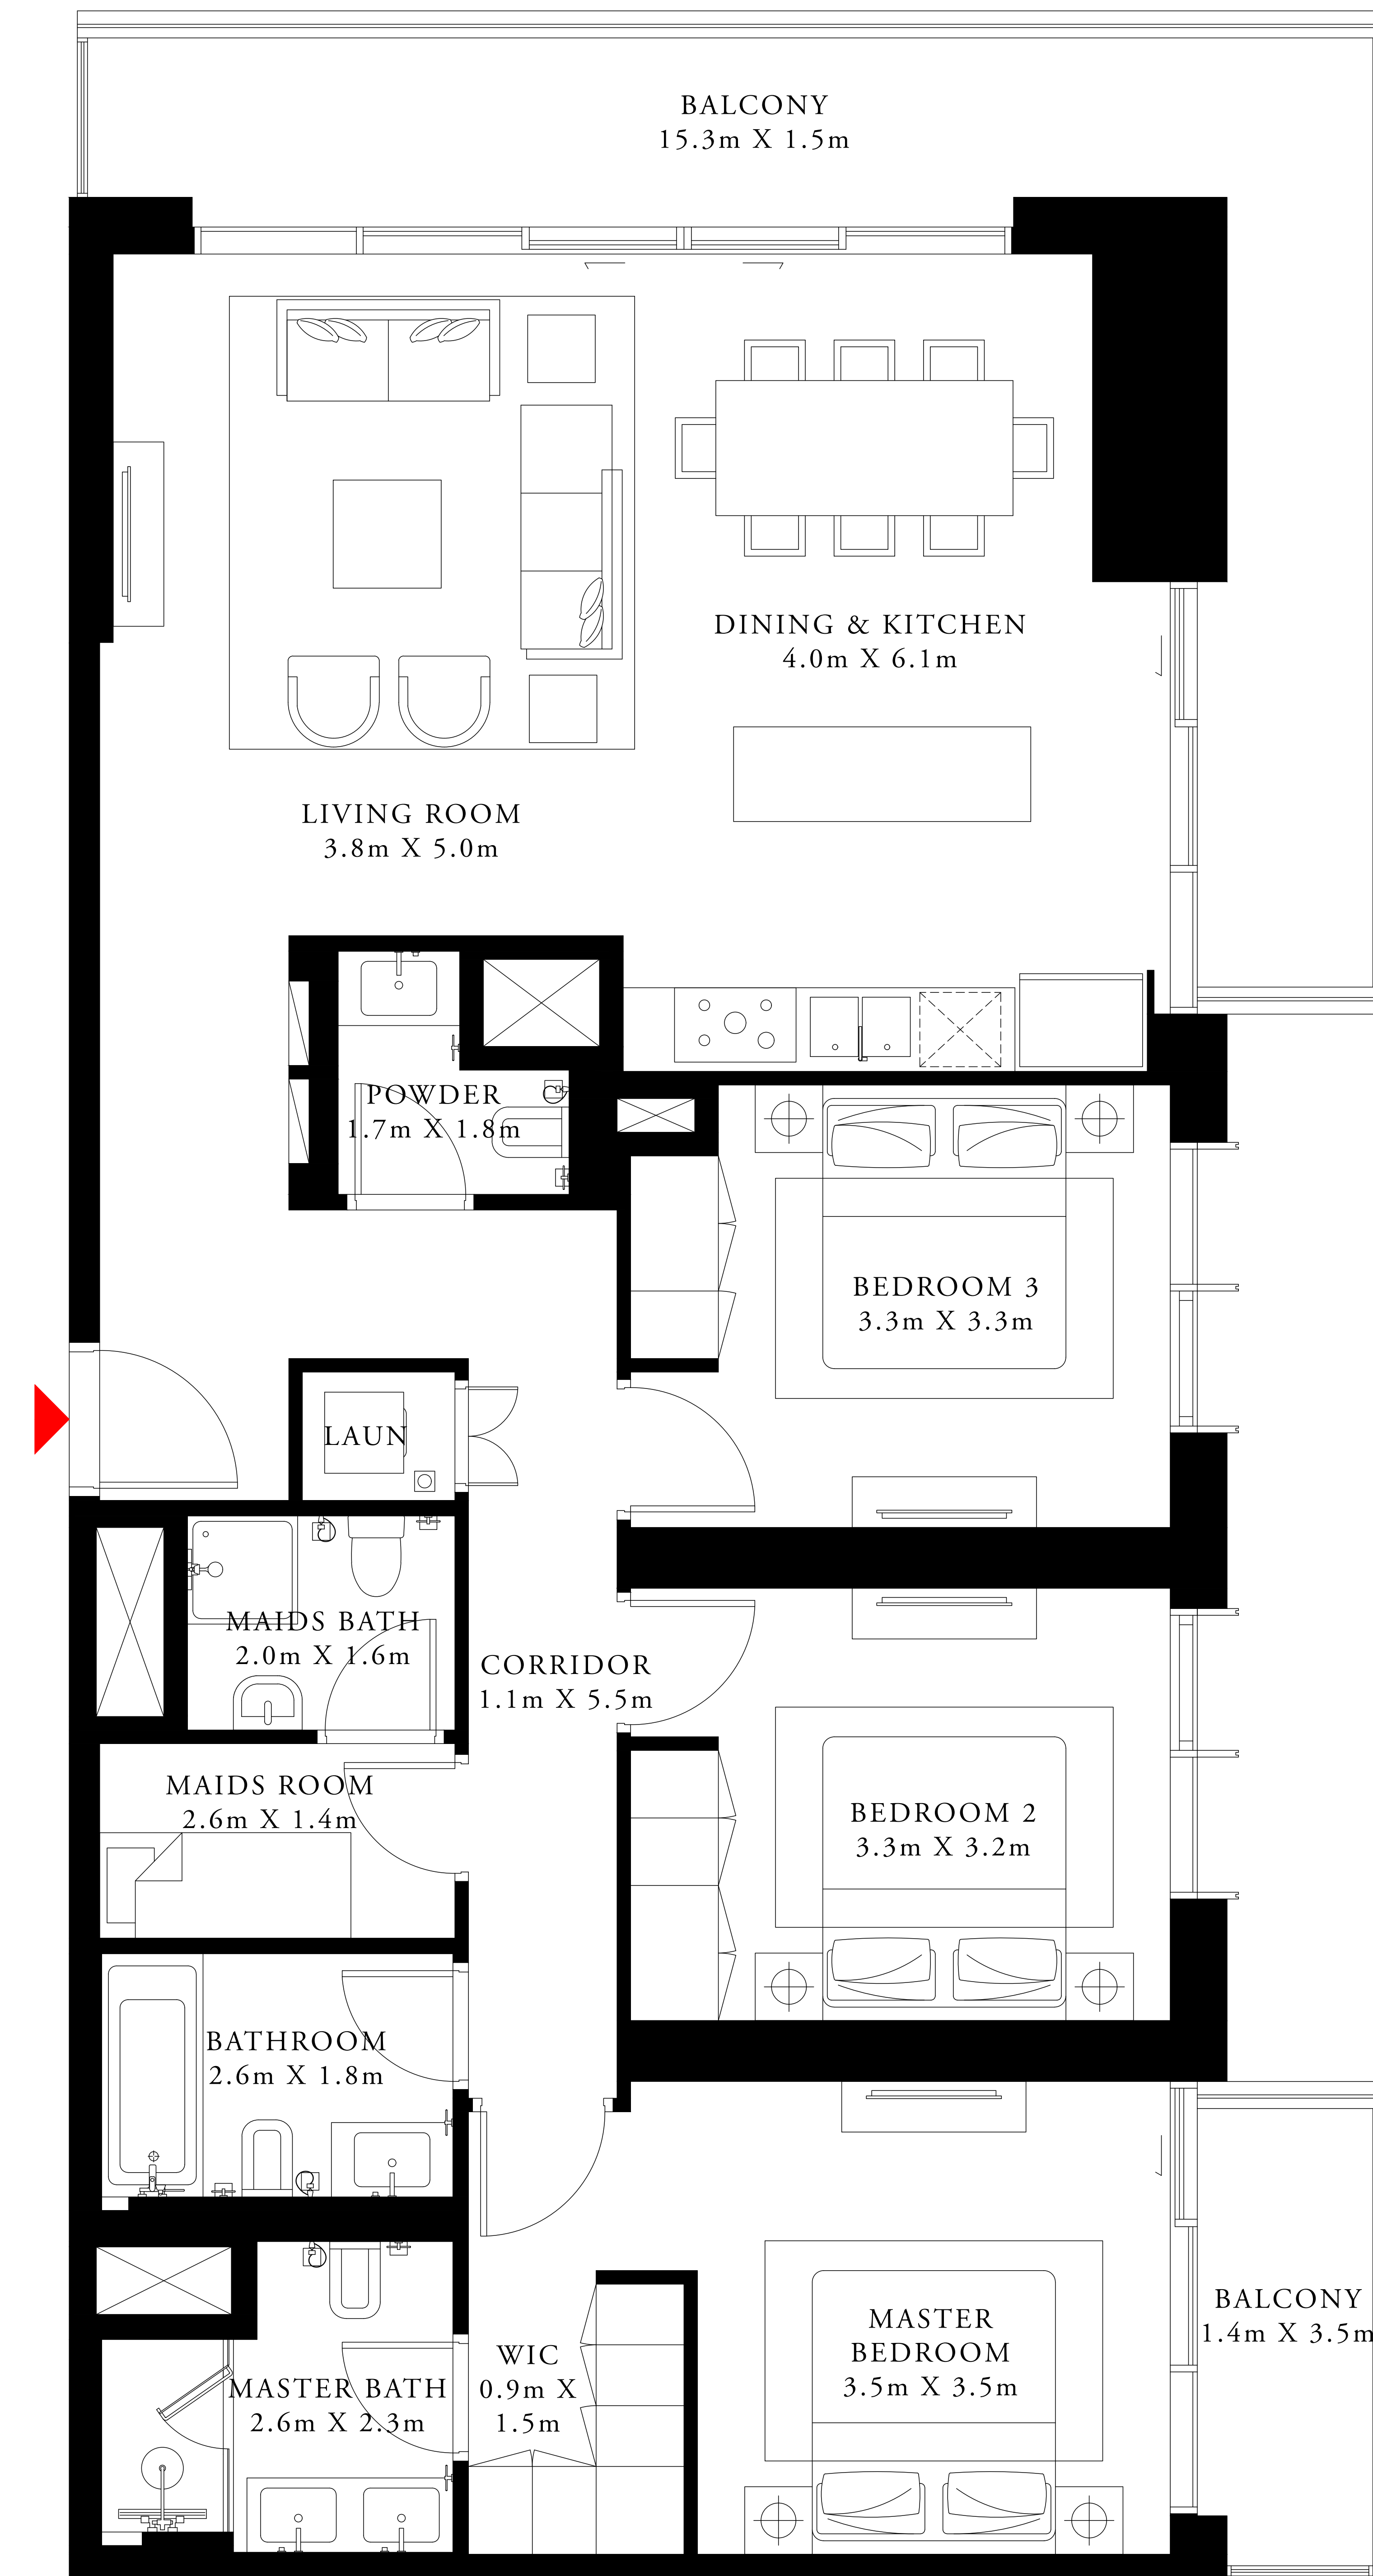 BALCONY
15.3m X 1.5m
DINING & KITCHEN
4.0m X 6.1m
LIVING ROOM
3.8m X 5.0m
POWDER
1.7m X 1.8m
BEDROOM 3
3.3m X 3.3m
LAUN
MAIDS BATH
2.0m X 1.6m
CORRIDOR
1.1m X 5.5m
MAIDS ROOM
2.6m X 1.4m
BEDROOM 2
3.3m X 3.2m
BATHROOM
2.6m X 1.8m
BALCONY
1.4m X 3.5m
MASTER
BEDROOM
3.5m X 3.5m
WIC
0.9m X
1.5m
MASTER BATH
2.6m X 2.3m